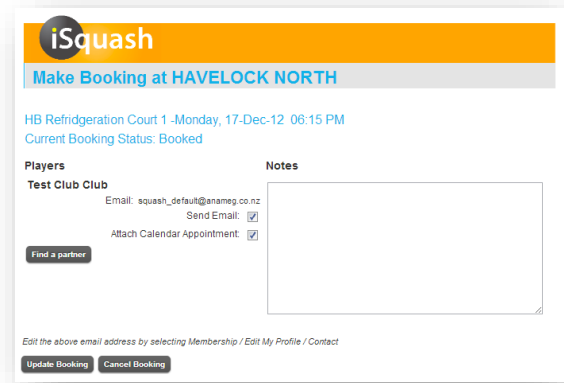 iSquash
Make Booking at HAVELOCK NORTH
HB Refridgeration Court 1 -Monday, 17-Dec-12 06:15 PM
Current Booking Status: Booked
Players Notes
Test Club Club
Email: squash_default@anameg.co.nz
Send Email:
Attach Calendar Appointment:
Find a partner
Edit the above email address by selecting Membership / Edit My Profile / Contact
Update Booking Cancel Booking